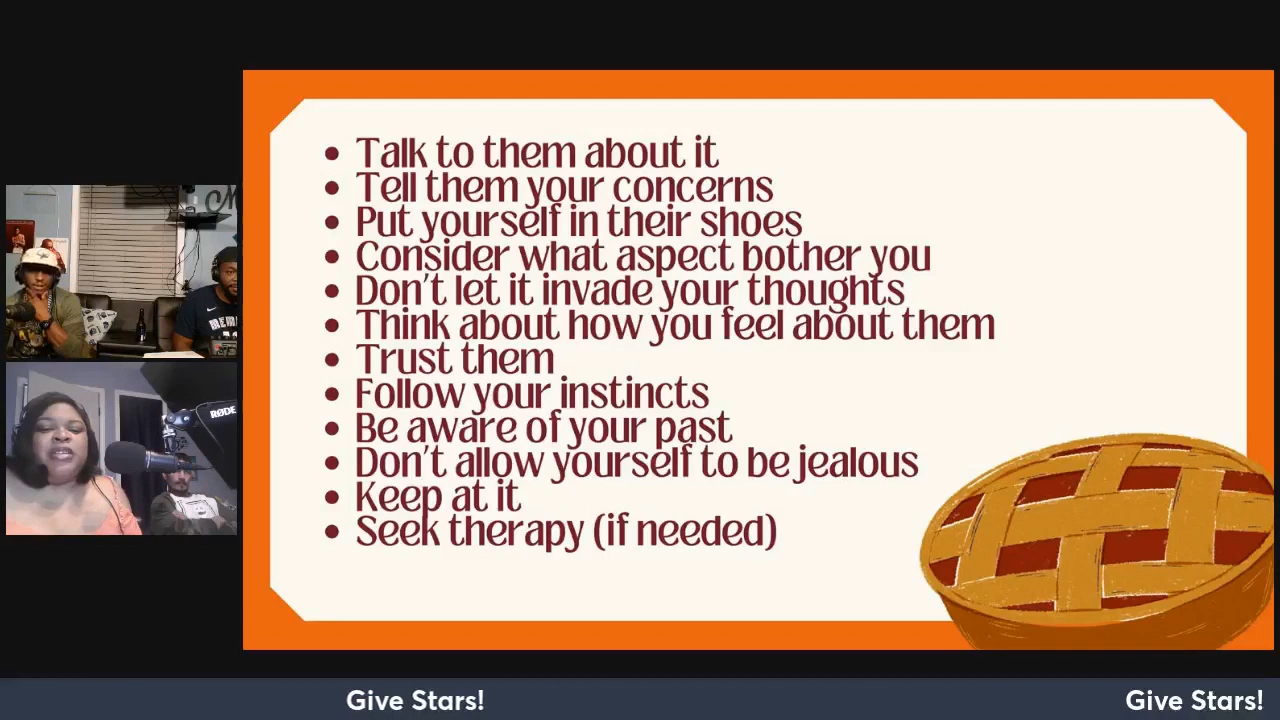 Talk to them about it
Tell them your concerns
Put yourself in their shoes
Consider what aspect bother you
Don't let it invade your thoughts
Think about how you feel about them
Trust them
Follow your instincts
Be aware of your past
Don't allow yourself to be jealous
Keep at it
Seek therapy (if needed)
RØDE
Give Stars!
Give Stars!